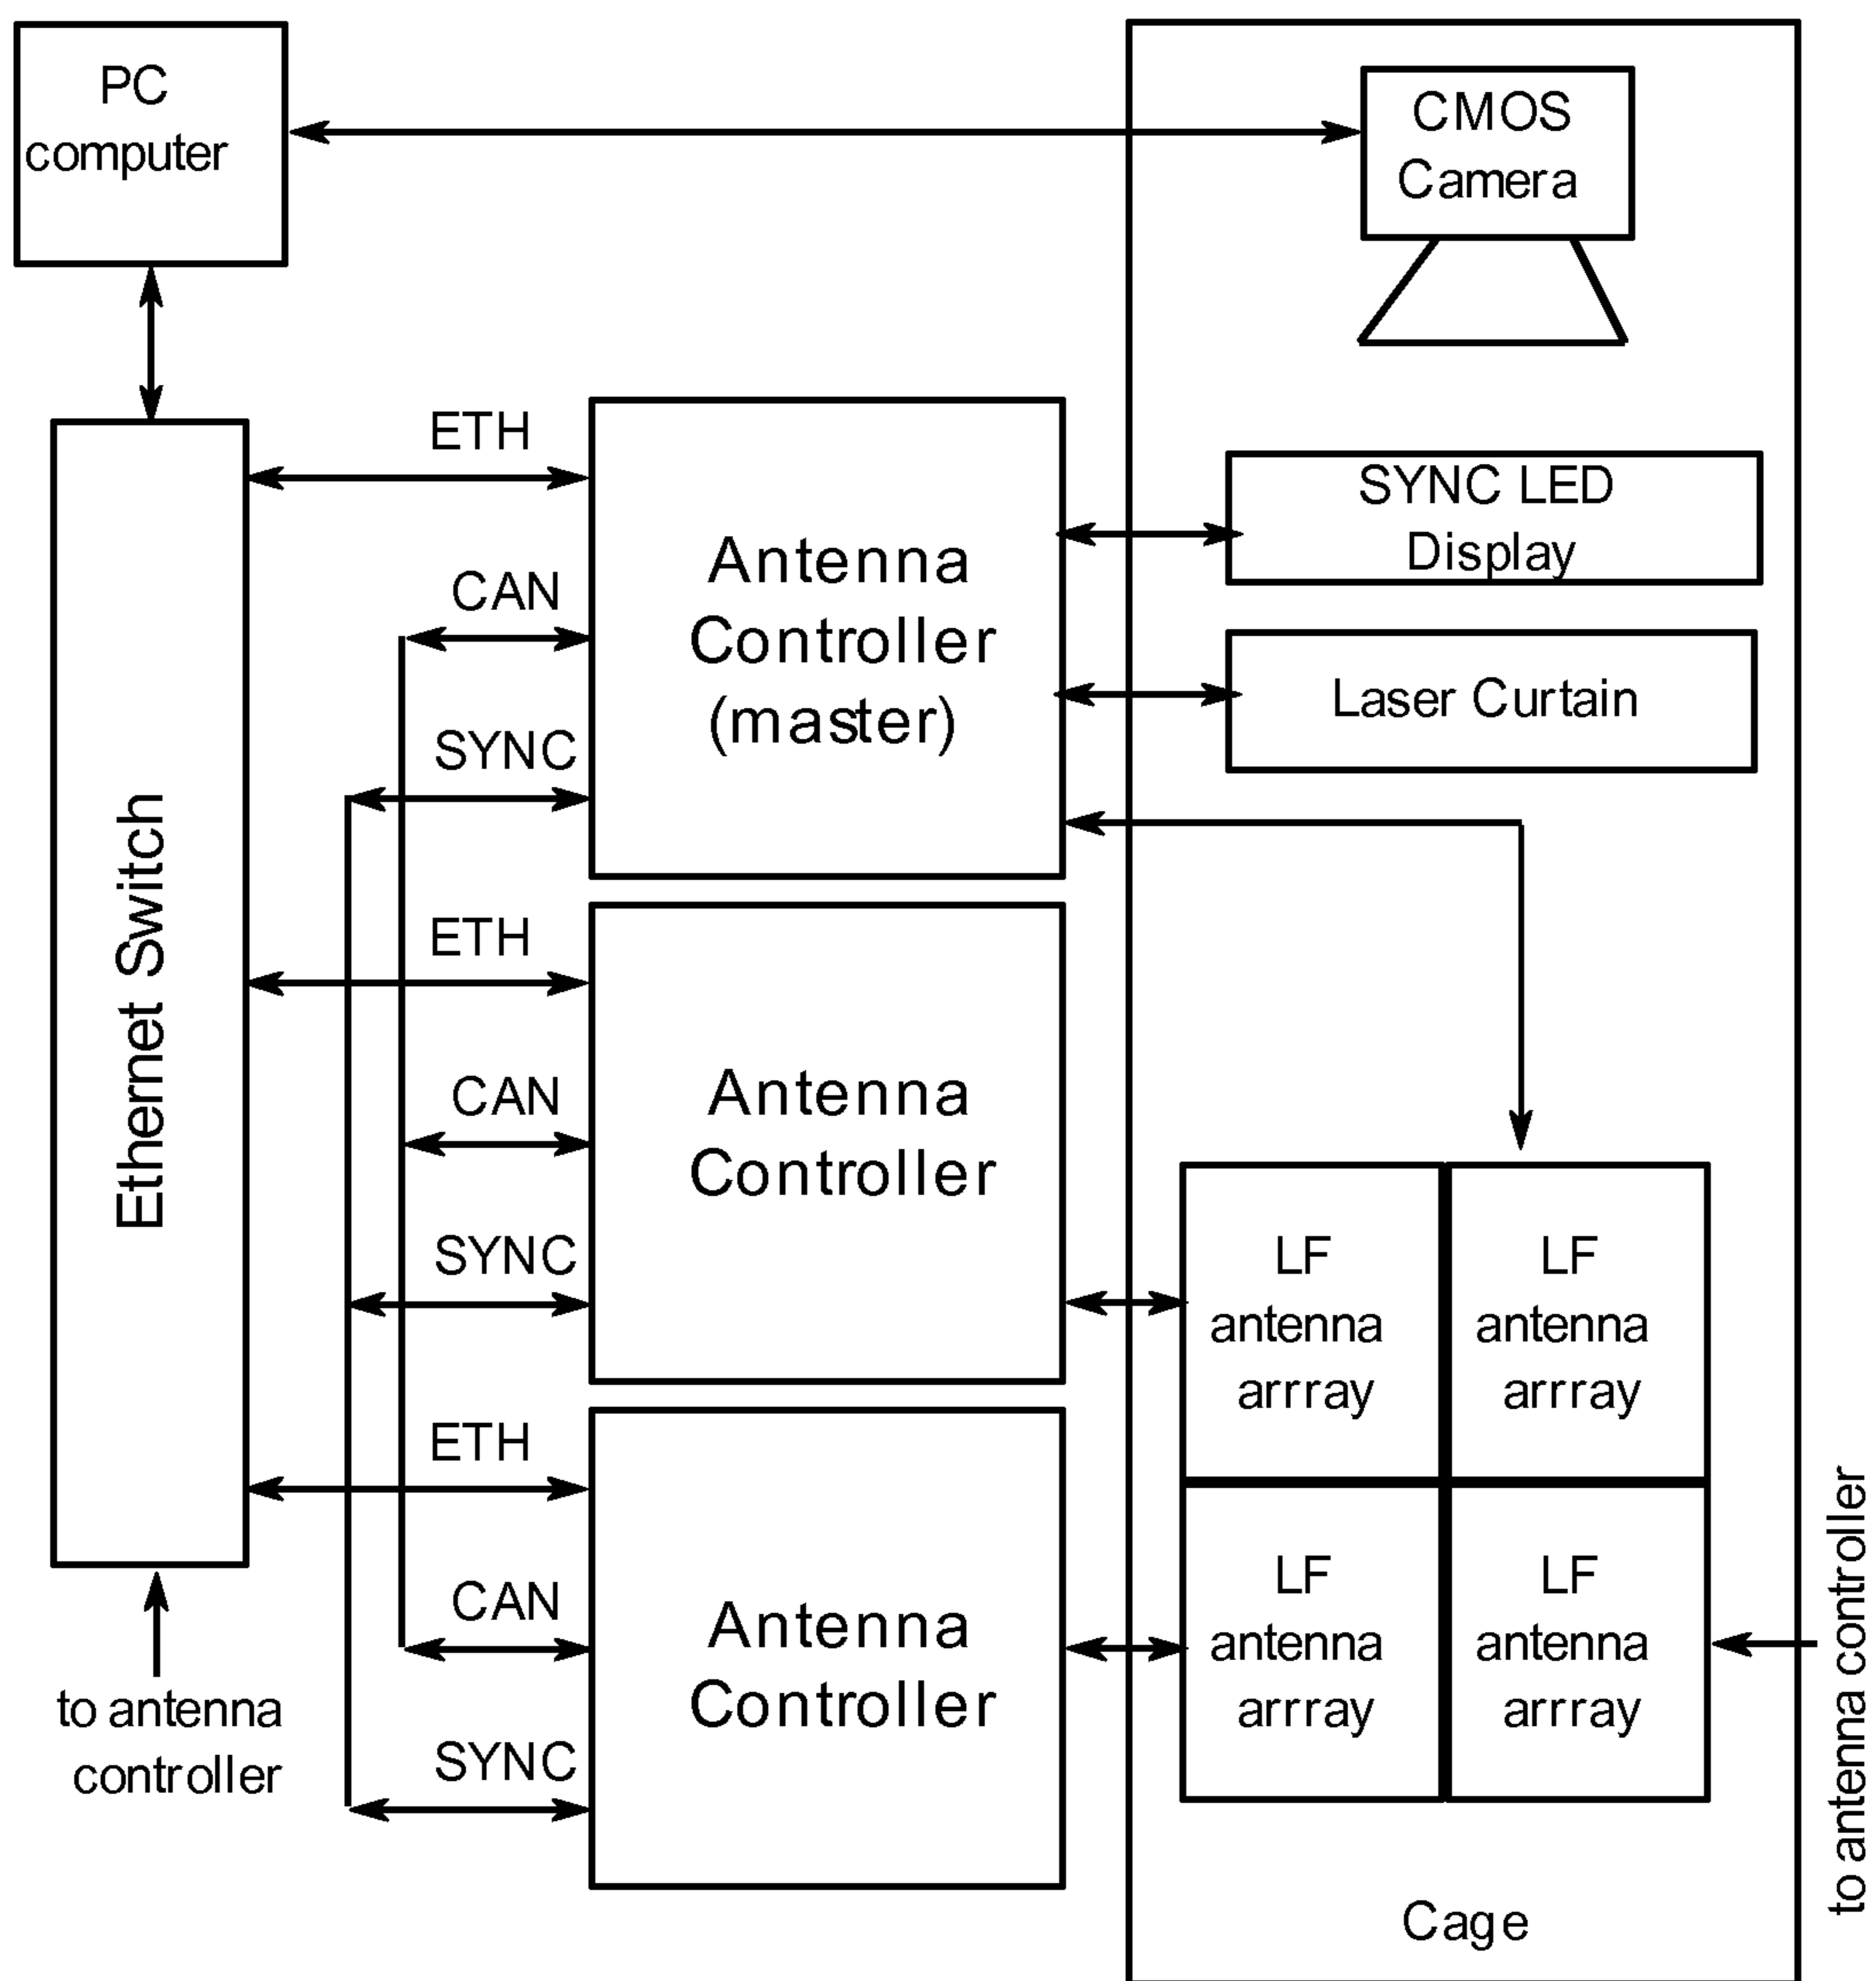 PC
computer
CMOS
Camera
ETH
CAN
SYNC
Antenna
Controller
(master)
SYNC LED
Display
Laser Curtain
Ethernet Switch
ETH
CAN
SYNC
Antenna
Controller
LF
antenna
arrray
LF
antenna
arrray
ETH
CAN
SYNC
Antenna
Controller
LF
antenna
arrray
LF
antenna
arrray
to antenna controller
to antenna
controller
Cage